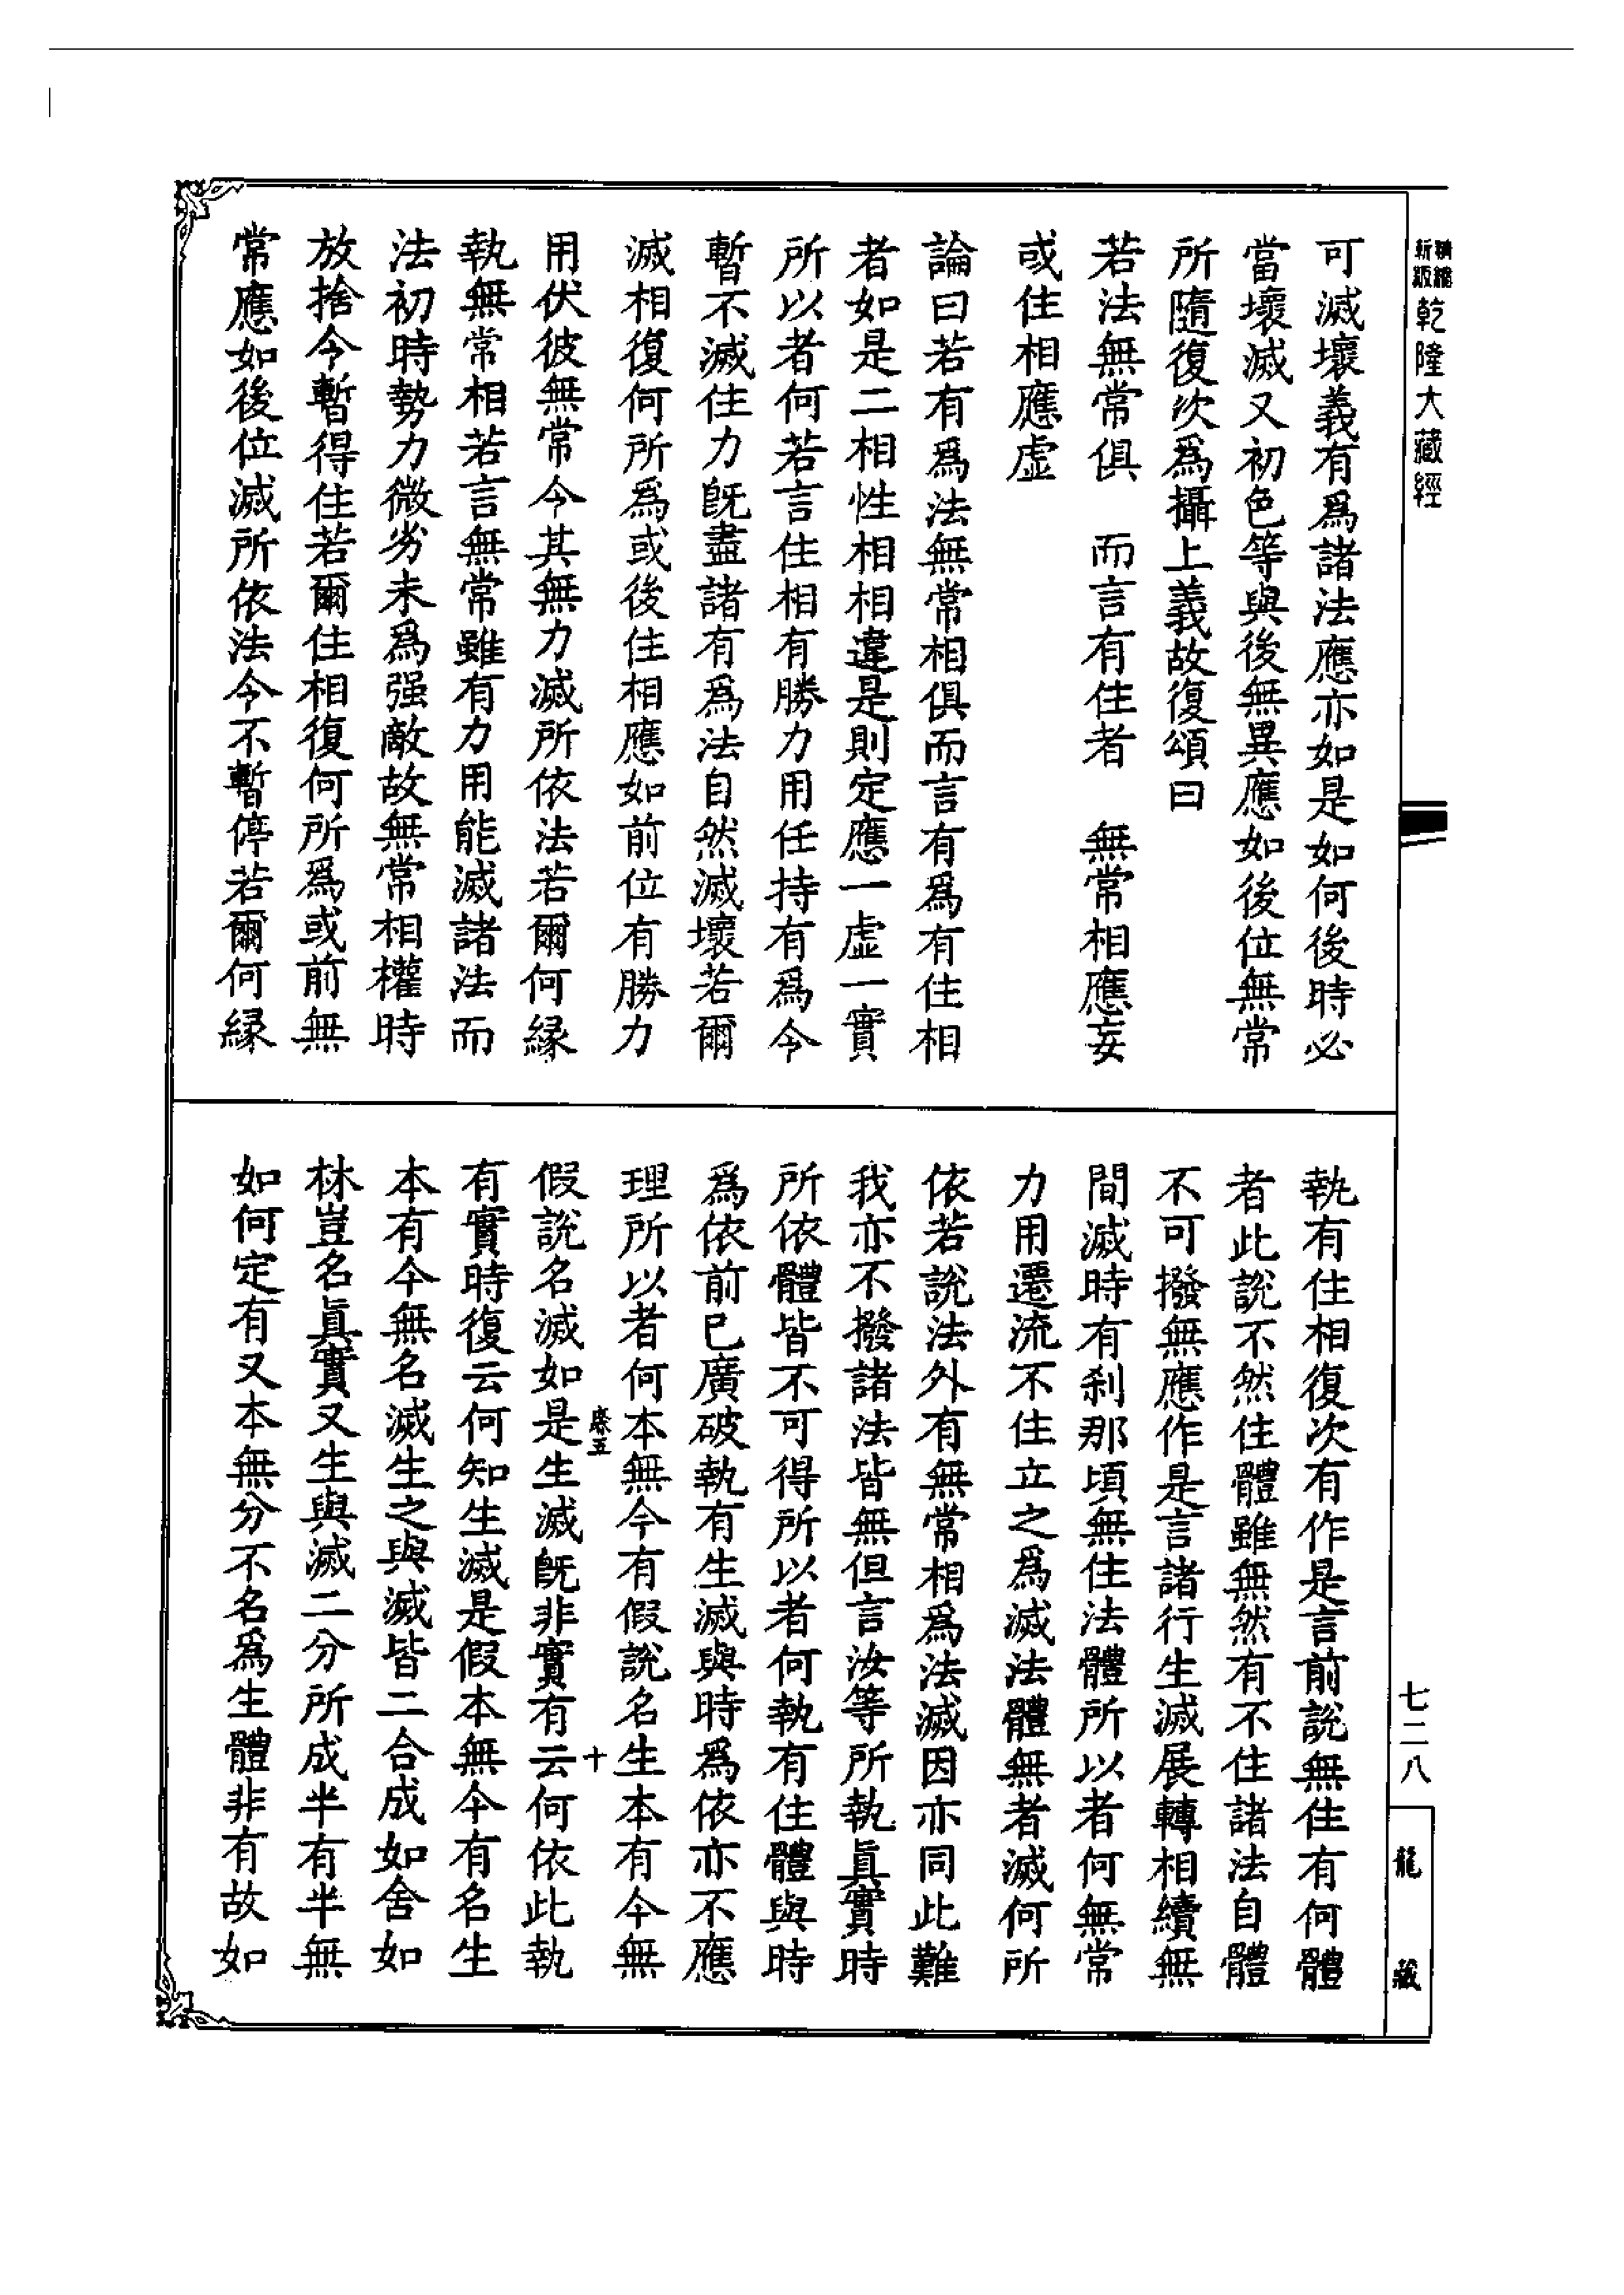 精縮
新版
乾隆大藏經
可滅壞義有爲諸法應亦如是如何後時必
當壞滅又初色等與後無異應如後位無常
所隨復次爲攝上義故復頌曰
若法無常俱　而言有住者　無常相應妄
或住相應虛
論曰若有爲法無常相俱而言有爲有住相
者如是二相性相相違是則定應一虛一實
所以者何若言住相有勝力用任持有爲今
暫不滅住力旣盡諸有爲法自然滅壞若爾
滅相復何所爲或後住相應如前位有勝力
用伏彼無常令其無力滅所依法若爾何緣
執無常相若言無常雖有力用能滅諸法而
法初時勢力微劣未爲强敵故無常相權時
放捨令暫得住若爾住相復何所爲或前無
常應如後位滅所依法令不暫停若爾何緣
執有住相復次有作是言前說無住有何體
者此說不然住體雖無然有不住諸法自體
不可撥無應作是言諸行生滅展轉相續無
間滅時有刹那頃無住法體所以者何無常
力用遷流不住立之爲滅法體無者滅何所
依若說法外有無常相爲法滅因亦同此難
我亦不撥諸法皆無但言汝等所執眞實時
所依體皆不可得所以者何執有住體與時
爲依前已廣破執有生滅與時爲依亦不應
理所以者何本無今有假說名生本有今無
假說名滅如是生滅旣非實有云何依此執
有實時復云何知生滅是假本無今有名生
本有今無名滅生之與滅皆二合成如舍如
林豈名眞實又生與滅二分所成半有半無
如何定有又本無分不名爲生體非有故如
十
七二八
龍藏